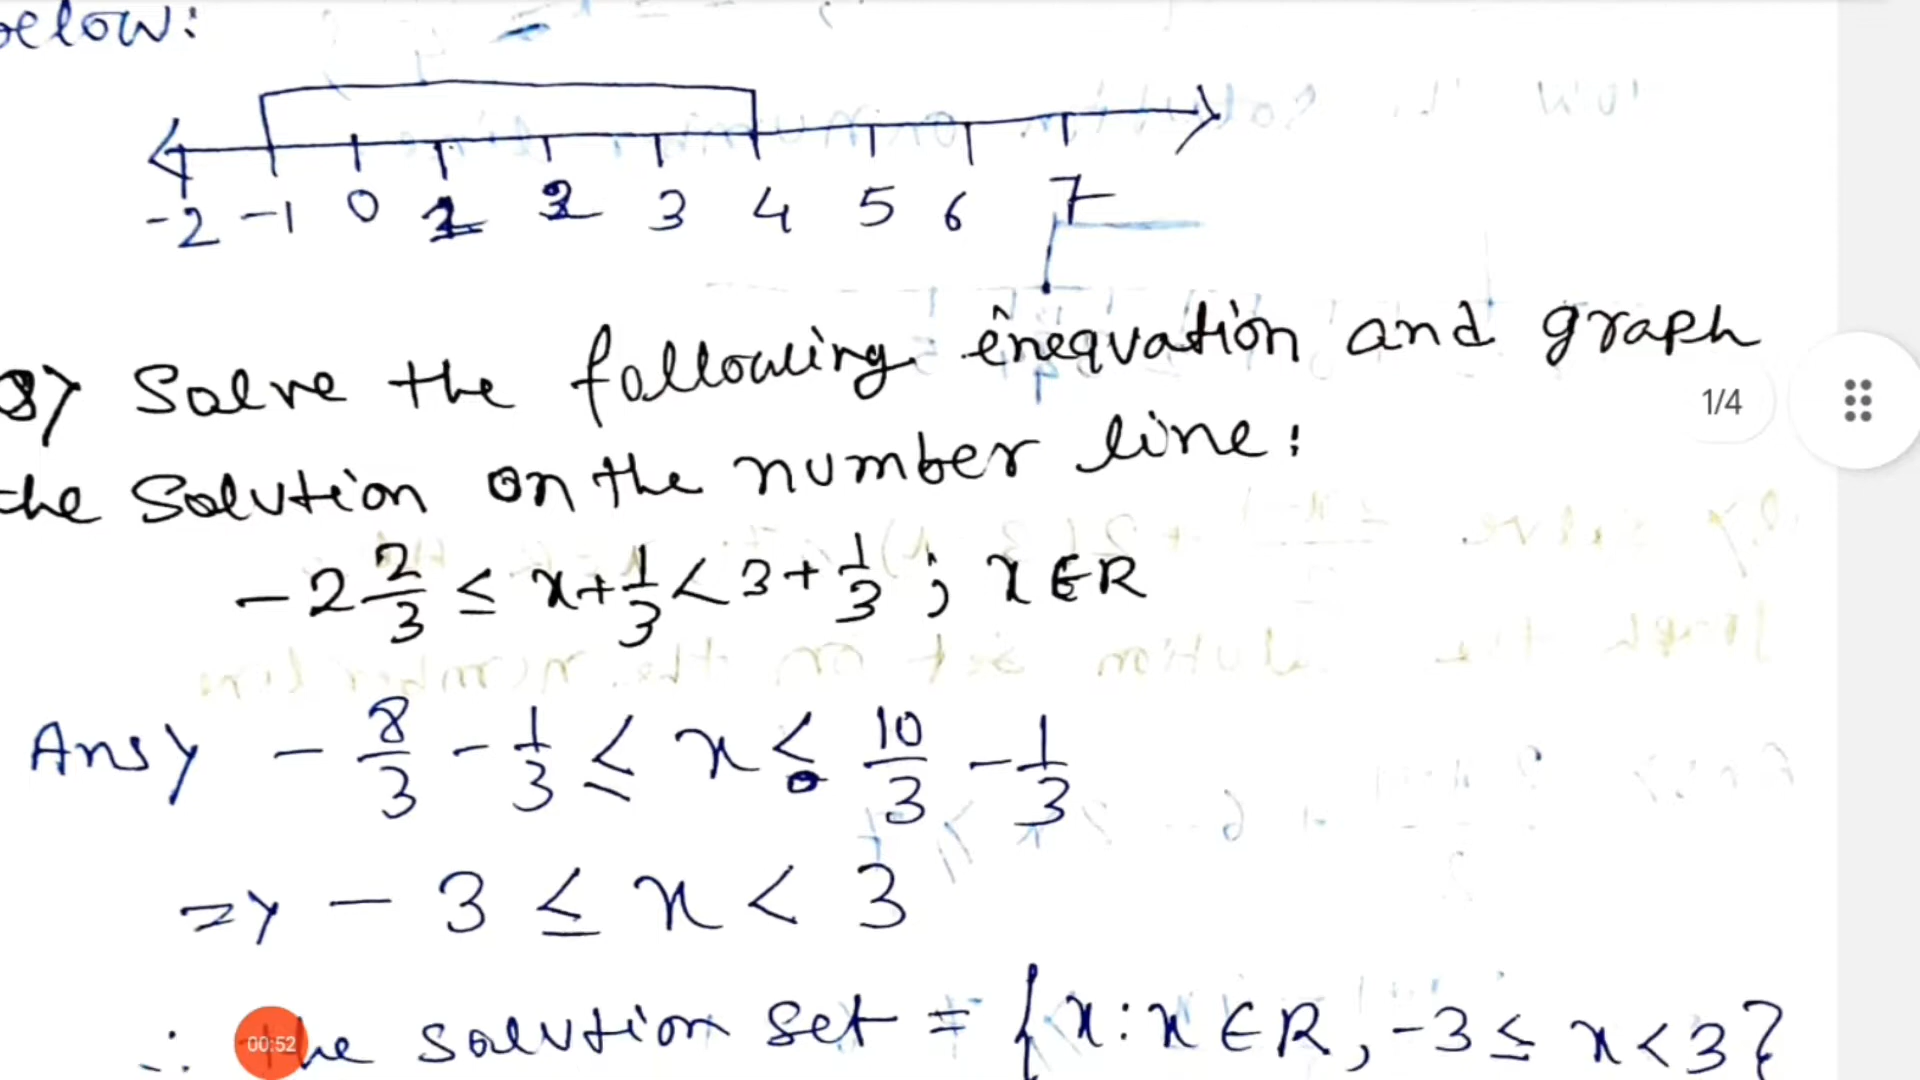 below:
-2 -1 0 1 2 3 4 5 6 7
8) Solve the following inequation and graph
the solution on the number line:
-2 2/3 ≤ x + 1/3 < 3 + 1/3 ; x ∈ R
Ans) - 8/3 - 1/3 ≤ x ≤ 10/3 - 1/3
=> - 3 ≤ x < 3
∴ the solution set = {x : x ∈ R, -3 ≤ x < 3}
1/4
00:52